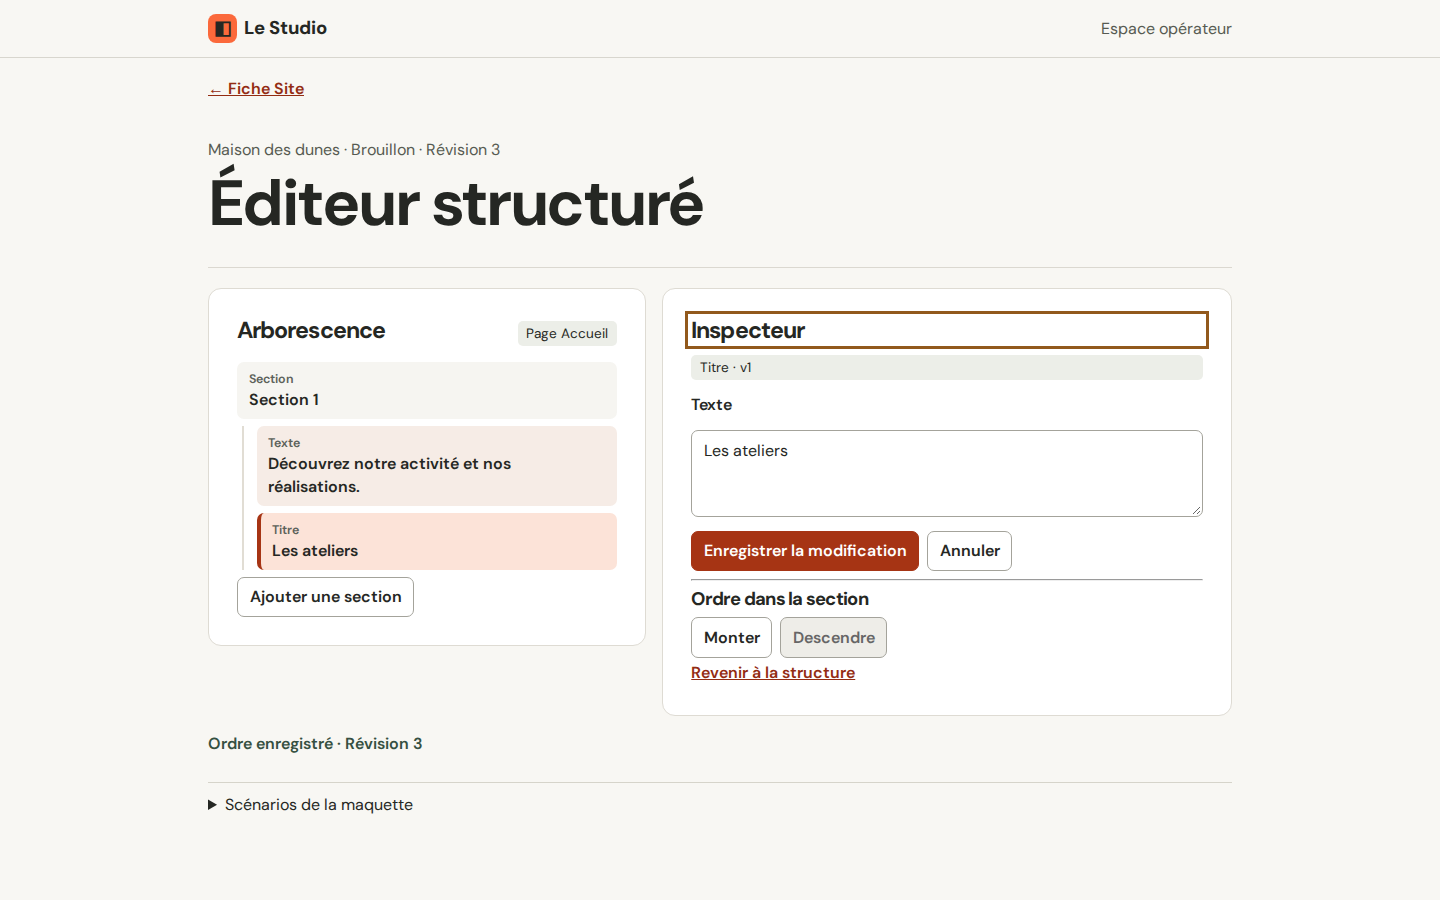 Le Studio
Espace opérateur
← Fiche Site
Maison des dunes · Brouillon · Révision 3
Éditeur structuré
Arborescence
Page Accueil
Section
Section 1
Texte
Découvrez notre activité et nos
réalisations.
Titre
Les ateliers
Ajouter une section
Inspecteur
Titre · v1
Texte
Les ateliers
Enregistrer la modification
Annuler
Ordre dans la section
Monter
Descendre
Revenir à la structure
Ordre enregistré · Révision 3
Scénarios de la maquette